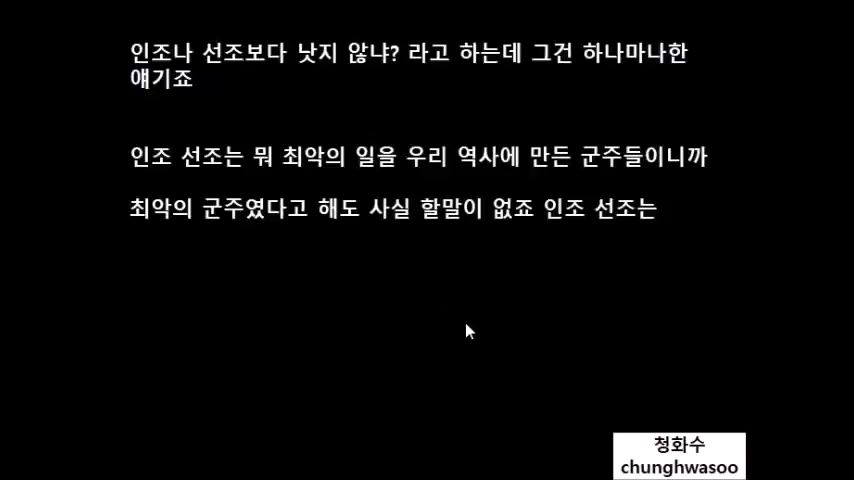 인조나 선조보다 낫지 않냐? 라고 하는데 그건 하나마나한
얘기죠
인조 선조는 뭐 최악의 일을 우리 역사에 만든 군주들이니까
최악의 군주였다고 해도 사실 할말이 없죠 인조 선조는
청화수
chunghwasoo